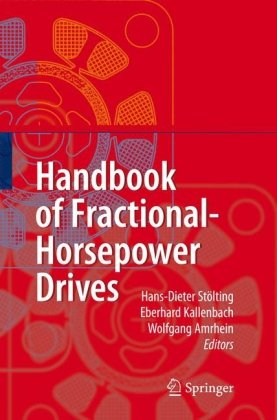 Handbook
of Fractional-
Horsepower
Drives
Hans-Dieter Stölting
Eberhard Kallenbach
Wolfgang Amrhein
Editors
Springer